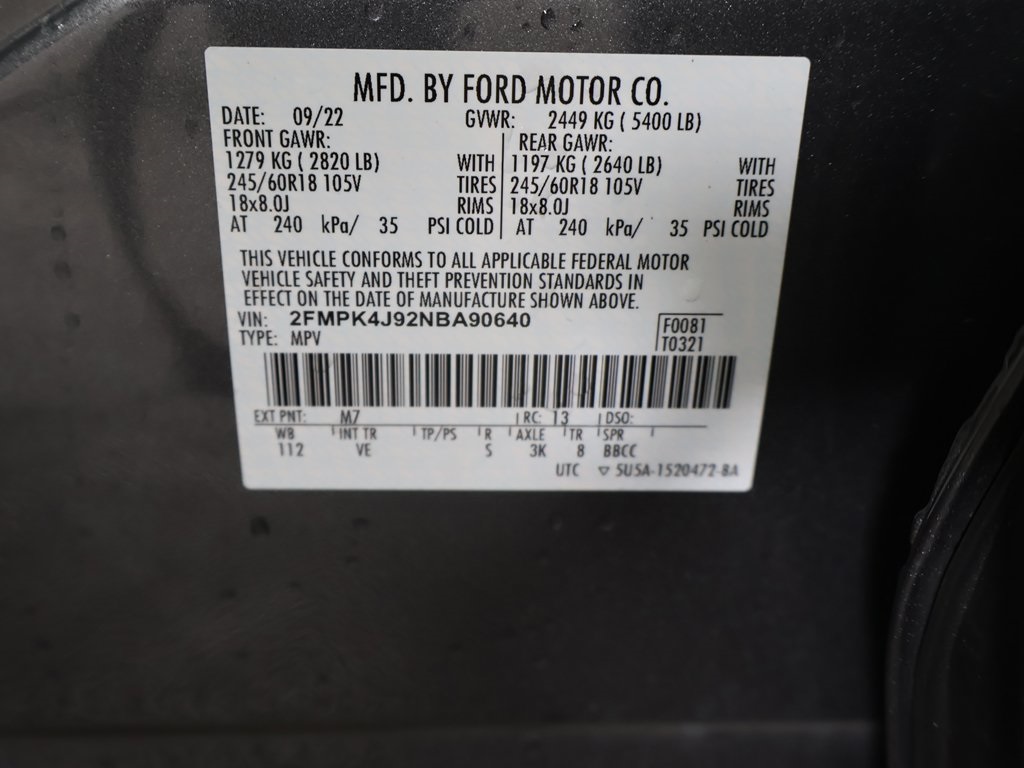 MFD. BY FORD MOTOR CO.
DATE: 09/22 GVWR: 2449 KG ( 5400 LB)
FRONT GAWR: REAR GAWR:
1279 KG ( 2820 LB) WITH 1197 KG ( 2640 LB) WITH
245/60R18 105V TIRES 245/60R18 105V TIRES
18x8.0J RIMS 18x8.0J RIMS
AT 240 kPa/ 35 PSI COLD AT 240 kPa/ 35 PSI COLD
THIS VEHICLE CONFORMS TO ALL APPLICABLE FEDERAL MOTOR
VEHICLE SAFETY AND THEFT PREVENTION STANDARDS IN
EFFECT ON THE DATE OF MANUFACTURE SHOWN ABOVE.
VIN: 2FMPK4J92NBA90640 F0081
TYPE: MPV T0321
EXT PNT: M7 RC: 13 DSO:
WB INT TR TP/PS R AXLE TR SPR
112 VE S 3K 8 BBCC
UTC ▽ 5U5A-1520472-BA